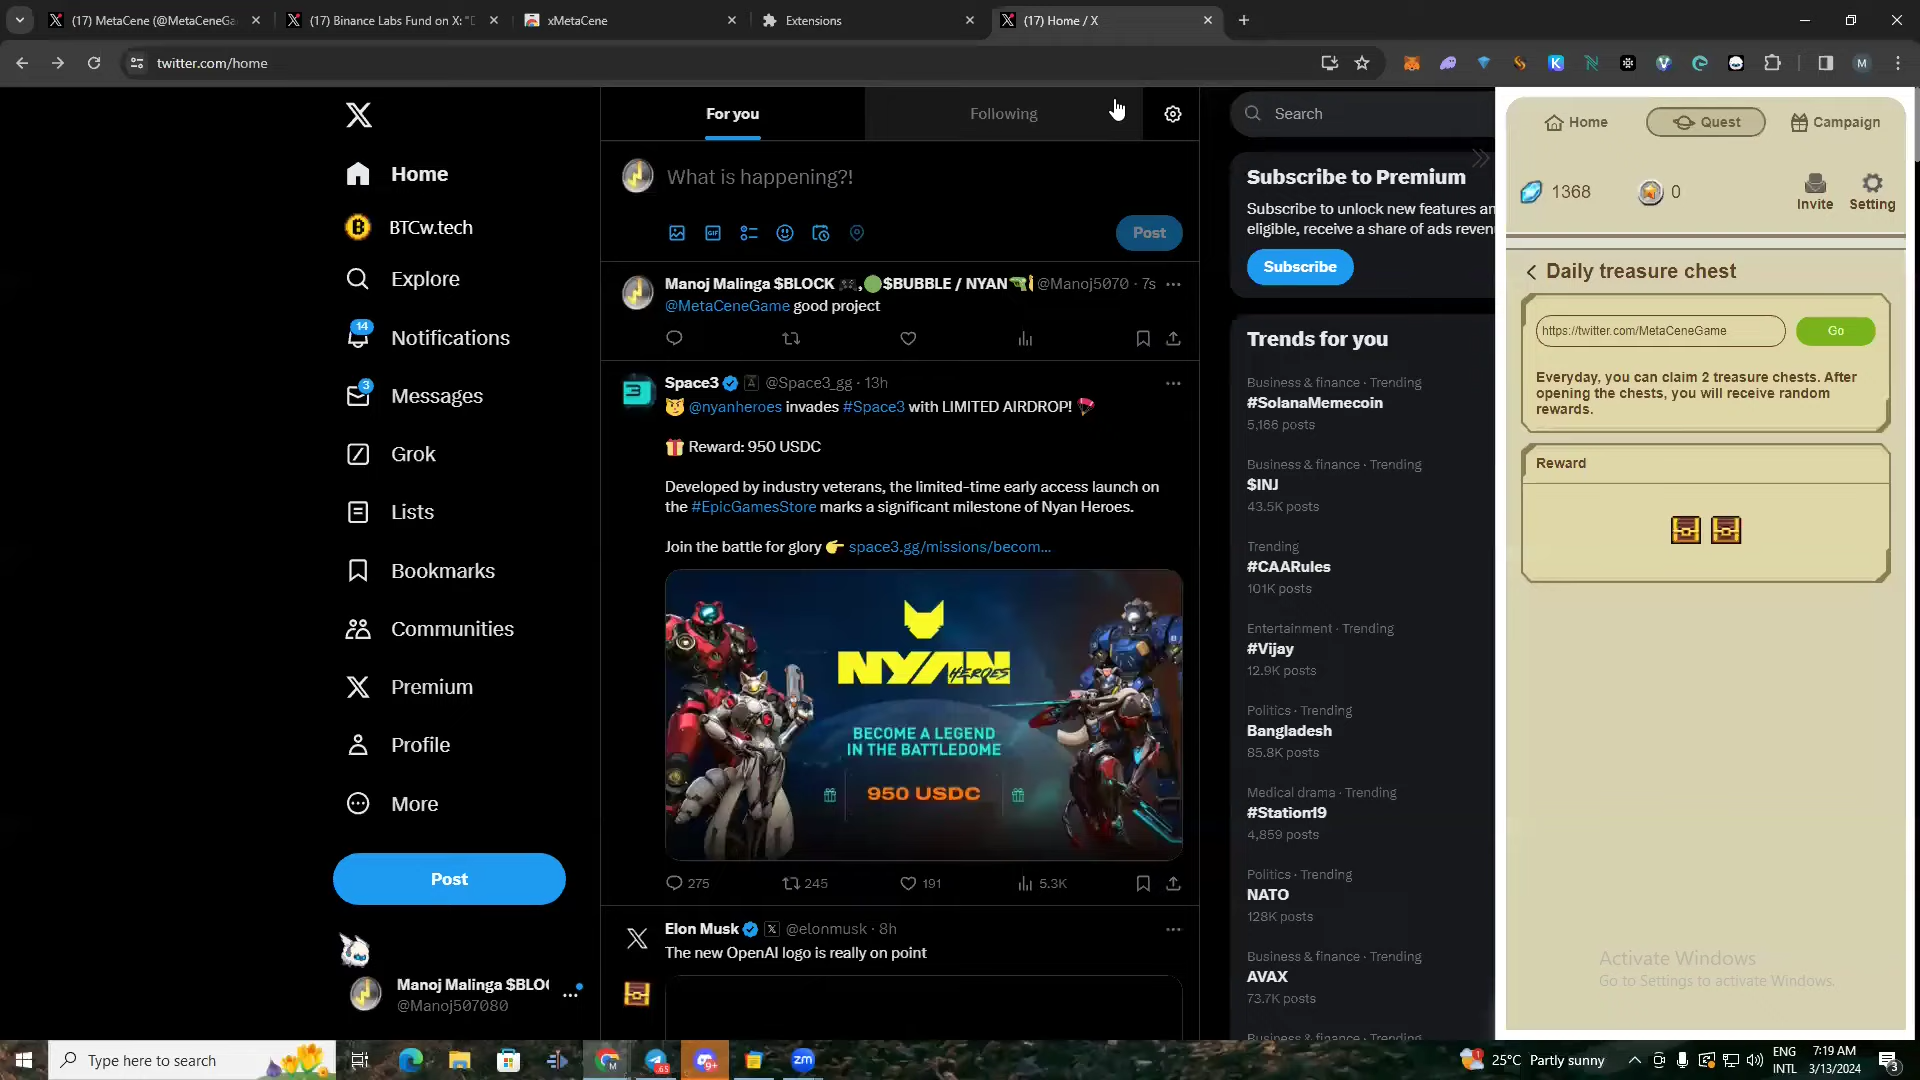 (17) MetaCene (@MetaCeneGa
(17) Binance Labs Fund on X: "D
xMetaCene
Extensions
(17) Home / X
twitter.com/home
M
Home
BTCw.tech
Explore
14
Notifications
3
Messages
Grok
Lists
Bookmarks
Communities
Premium
Profile
More
Post
Manoj Malinga $BLO
@Manoj507080
For you
Following
What is happening?!
GIF
Post
Manoj Malinga $BLOCK 🎮,🟢$BUBBLE / NYAN🔫 @Manoj5070 · 7s
@MetaCeneGame good project
Space3 @Space3_gg · 13h
@nyanheroes invades #Space3 with LIMITED AIRDROP!
Reward: 950 USDC
Developed by industry veterans, the limited-time early access launch on
the #EpicGamesStore marks a significant milestone of Nyan Heroes.
Join the battle for glory 👉 space3.gg/missions/becom...
NYAN
HEROES
BECOME A LEGEND
IN THE BATTLEDOME
950 USDC
275
245
191
5.3K
Elon Musk @elonmusk · 8h
The new OpenAI logo is really on point
Search
Subscribe to Premium
Subscribe to unlock new features an
eligible, receive a share of ads reven
Subscribe
Trends for you
Business & finance · Trending
#SolanaMemecoin
5,166 posts
Business & finance · Trending
$INJ
43.5K posts
Trending
#CAARules
101K posts
Entertainment · Trending
#Vijay
12.9K posts
Politics · Trending
Bangladesh
85.8K posts
Medical drama · Trending
#Station19
4,859 posts
Politics · Trending
NATO
128K posts
Business & finance · Trending
AVAX
73.7K posts
Business & finance · Trending
Home
Quest
Campaign
1368
0
Invite
Setting
Daily treasure chest
https://twitter.com/MetaCeneGame
Go
Everyday, you can claim 2 treasure chests. After
opening the chests, you will receive random
rewards.
Reward
Activate Windows
Go to Settings to activate Windows.
Type here to search
zm
25°C Partly sunny
ENG
INTL
7:19 AM
3/13/2024
3